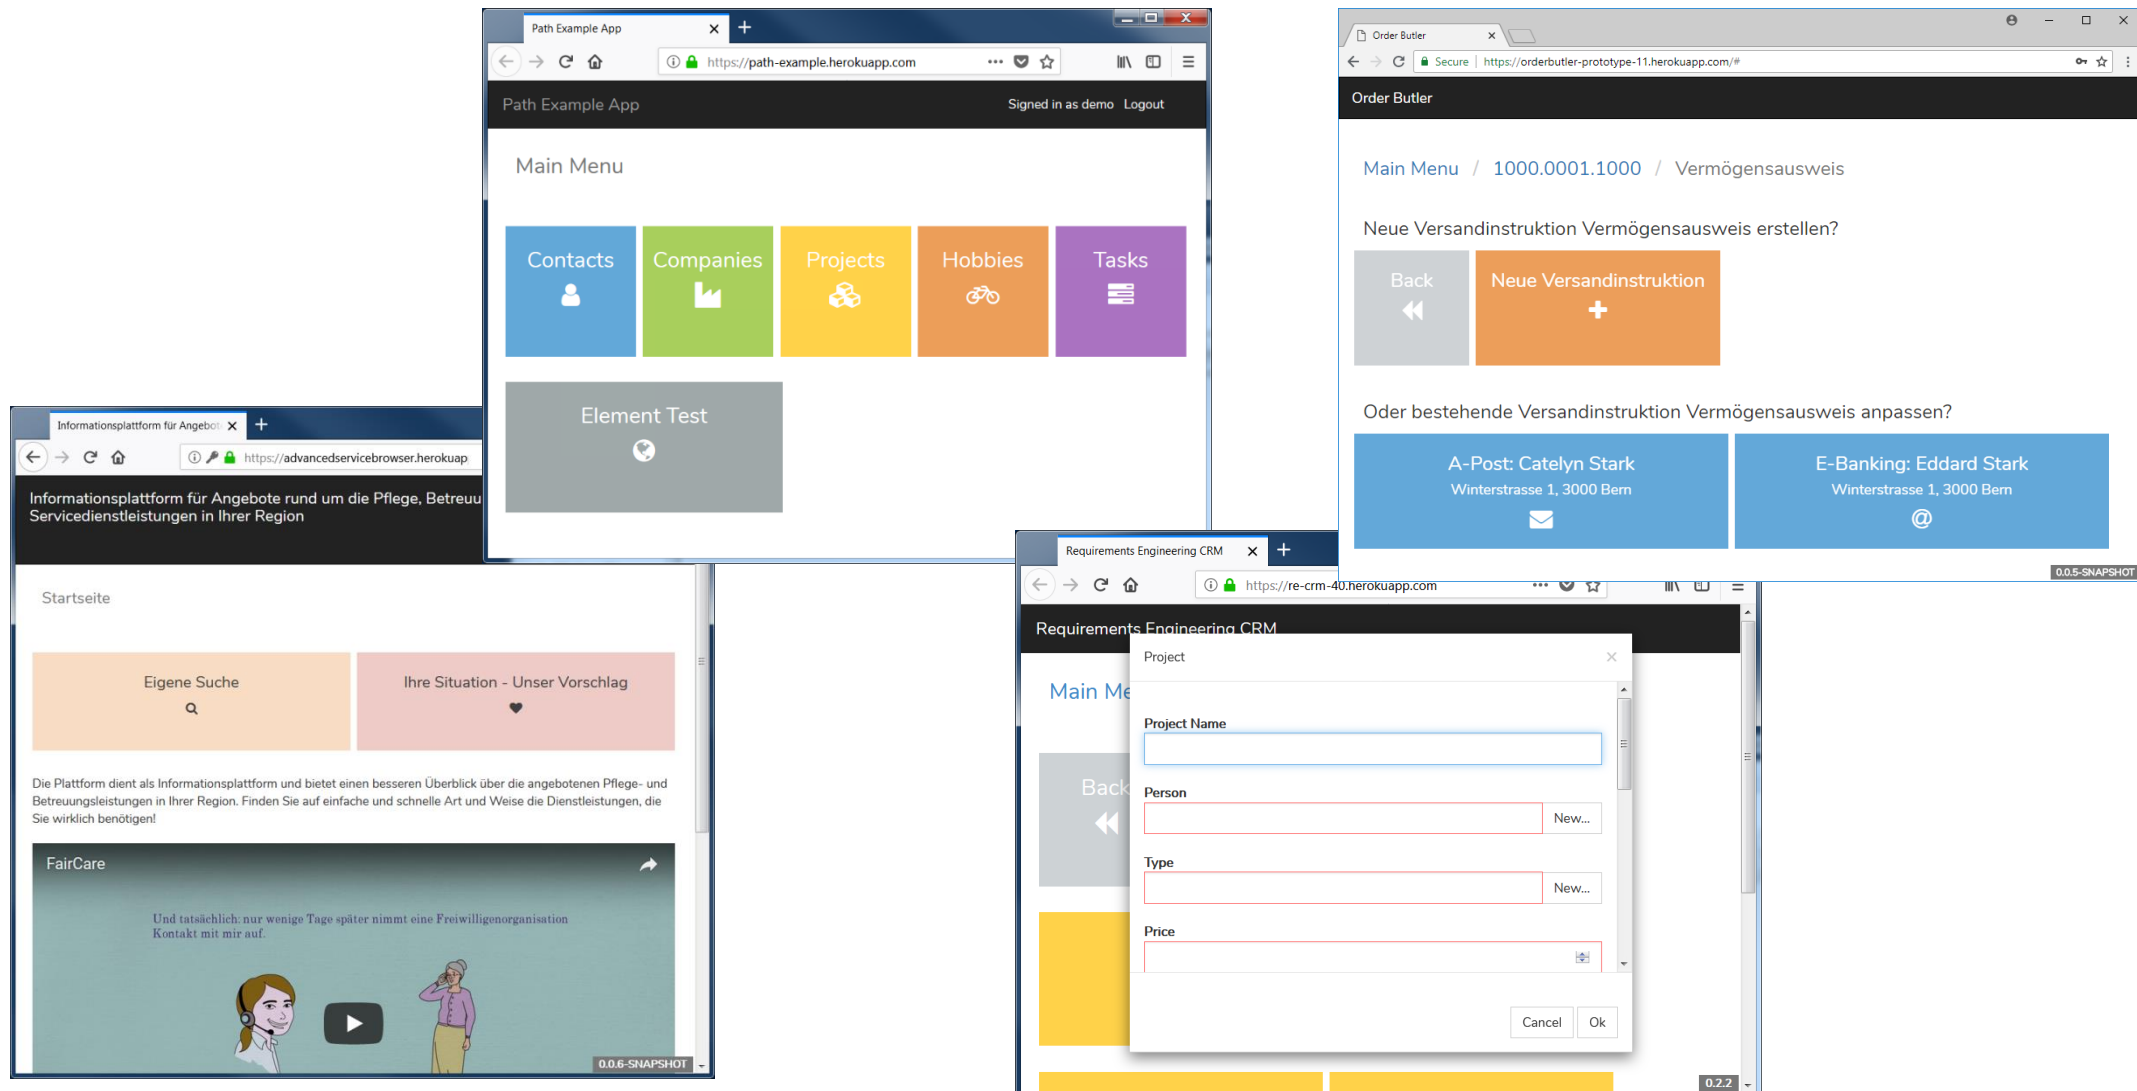 Path Example App
https://path-example.herokuapp.com
Path Example App
Signed in as demo Logout
Main Menu
Contacts
Companies
Projects
Hobbies
Tasks
Element Test
Order Butler
Secure
https://orderbutler-prototype-11.herokuapp.com/#
Order Butler
Main Menu / 1000.0001.1000 / Vermögensausweis
Neue Versandinstruktion Vermögensausweis erstellen?
Back
Neue Versandinstruktion
Oder bestehende Versandinstruktion Vermögensausweis anpassen?
A-Post: Catelyn Stark
Winterstrasse 1, 3000 Bern
E-Banking: Eddard Stark
Winterstrasse 1, 3000 Bern
@
0.0.5-SNAPSHOT
Informationsplattform für Angebot
https://advancedservicebrowser.herokuap
Informationsplattform für Angebote rund um die Pflege, Betreuu
Servicedienstleistungen in Ihrer Region
Startseite
Eigene Suche
Ihre Situation - Unser Vorschlag
Die Plattform dient als Informationsplattform und bietet einen besseren Überblick über die angebotenen Pflege- und
Betreuungsleistungen in Ihrer Region. Finden Sie auf einfache und schnelle Art und Weise die Dienstleistungen, die
Sie wirklich benötigen!
FairCare
Und tatsächlich: nur wenige Tage später nimmt eine Freiwilligenorganisation
Kontakt mit mir auf.
0.0.6-SNAPSHOT
Requirements Engineering CRM
https://re-crm-40.herokuapp.com
Requirements Engineering CRM
Main Me
Back
Project
Project Name
Person
New...
Type
New...
Price
Cancel
Ok
0.2.2